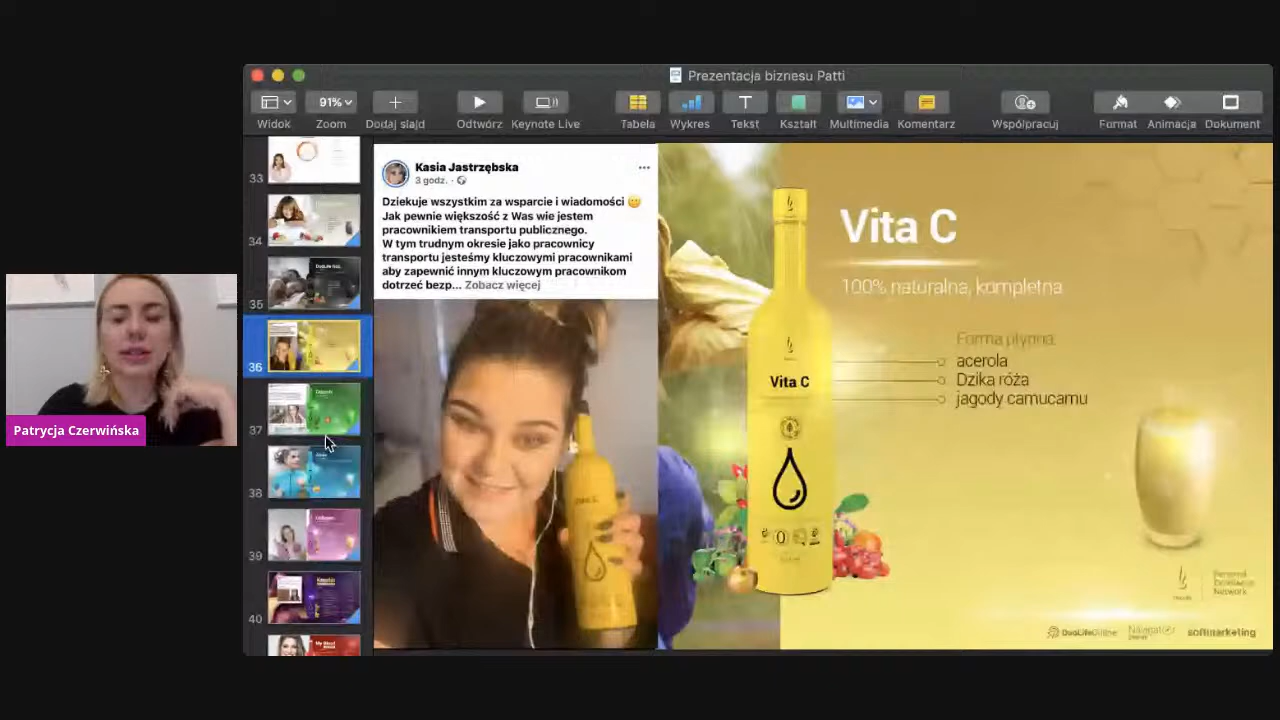 Prezentacja biznesu Patti
91%
Widok
Zoom
Dodaj slajd
Odtwórz
Keynote Live
Tabela
Wykres
Tekst
Kształt
Multimedia
Komentarz
Współpracuj
Format
Animacja
Dokument
33
34
35
36
37
38
39
40
Patrycja Czerwińska
Kasia Jastrzębska
3 godz.
Dziekuje wszystkim za wsparcie i wiadomości
Jak pewnie większość z Was wie jestem
pracownikiem transportu publicznego.
W tym trudnym okresie jako pracownicy
transportu jesteśmy kluczowymi pracownikami
aby zapewnić innym kluczowym pracownikom
dotrzeć bezp... Zobacz więcej
Vita C
100% naturalna, kompletna
Forma płynna:
acerola
Dzika róża
jagody camucamu
Vita C
DuoLifeOnline
softmarketing